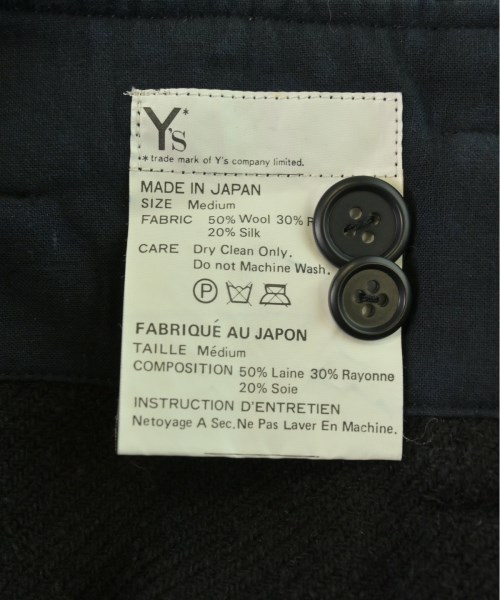 Y's*
* trade mark of Y's company limited.
MADE IN JAPAN
SIZE Medium
FABRIC 50% Wool 30%
20% Silk
CARE Dry Clean Only.
Do not Machine Wash.
P
FABRIQUÉ AU JAPON
TAILLE Médium
COMPOSITION 50% Laine 30% Rayonne
20% Soie
INSTRUCTION D'ENTRETIEN
Nettoyage A Sec. Ne Pas Laver En Machine.